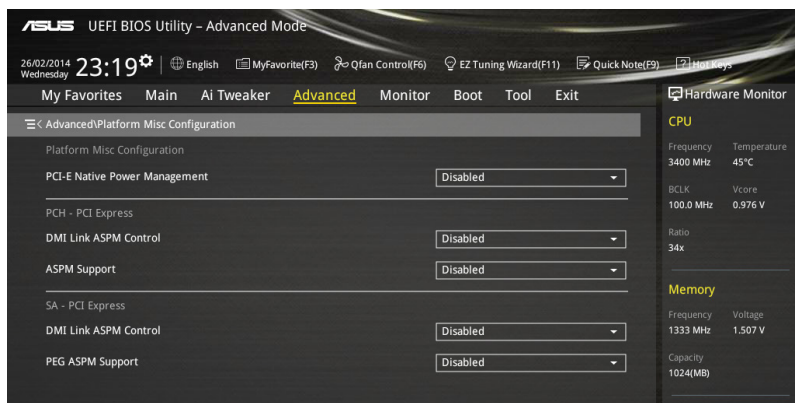 ASUS UEFI BIOS Utility – Advanced Mode
26/02/2014 Wednesday 23:19 English MyFavorite(F3) Qfan Control(F6) EZ Tuning Wizard(F11) Quick Note(F9) ? Hot Keys
My Favorites Main Ai Tweaker Advanced Monitor Boot Tool Exit
Advanced\Platform Misc Configuration
Platform Misc Configuration
PCI-E Native Power Management Disabled
PCH - PCI Express
DMI Link ASPM Control Disabled
ASPM Support Disabled
SA - PCI Express
DMI Link ASPM Control Disabled
PEG ASPM Support Disabled
Hardware Monitor
CPU
Frequency Temperature
3400 MHz 45°C
BCLK Vcore
100.0 MHz 0.976 V
Ratio
34x
Memory
Frequency Voltage
1333 MHz 1.507 V
Capacity
1024(MB)